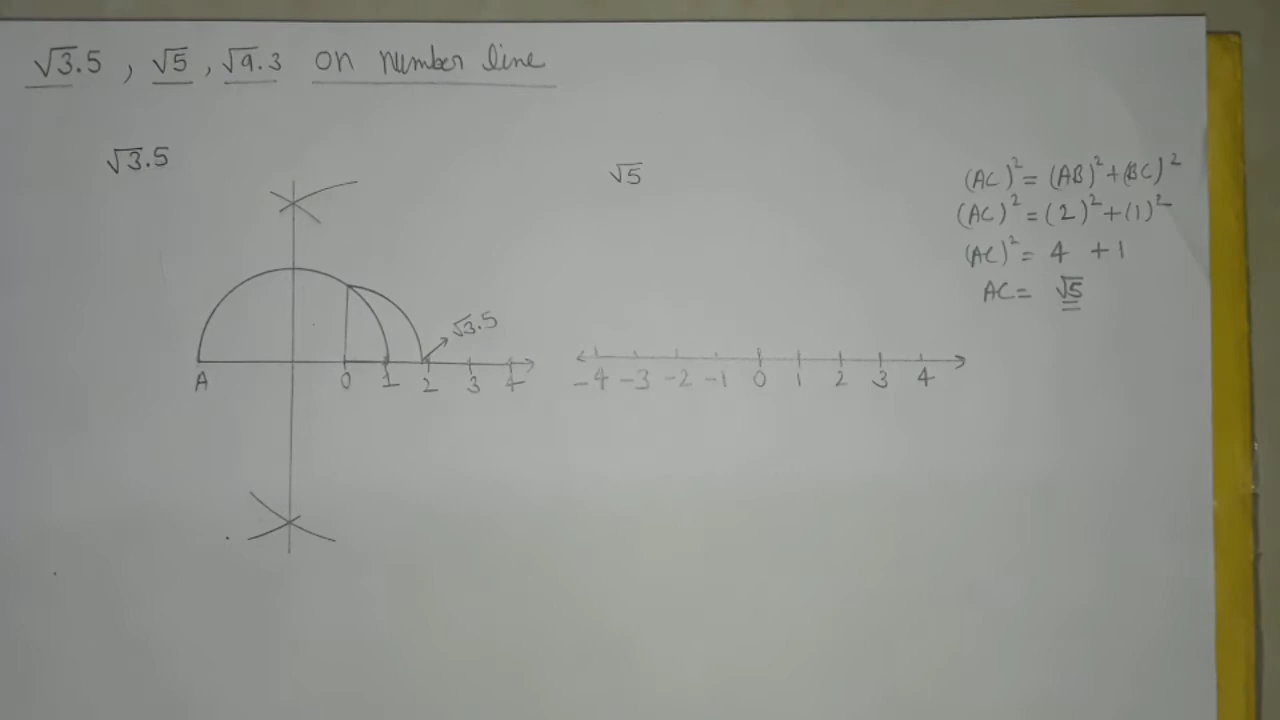 √3.5 , √5 , √9.3 on number line
√3.5
√3.5
A 0 1 2 3 4
√5
-4 -3 -2 -1 0 1 2 3 4
(AC)² = (AB)² + (BC)²
(AC)² = (2)² + (1)²
(AC)² = 4 + 1
AC = √5